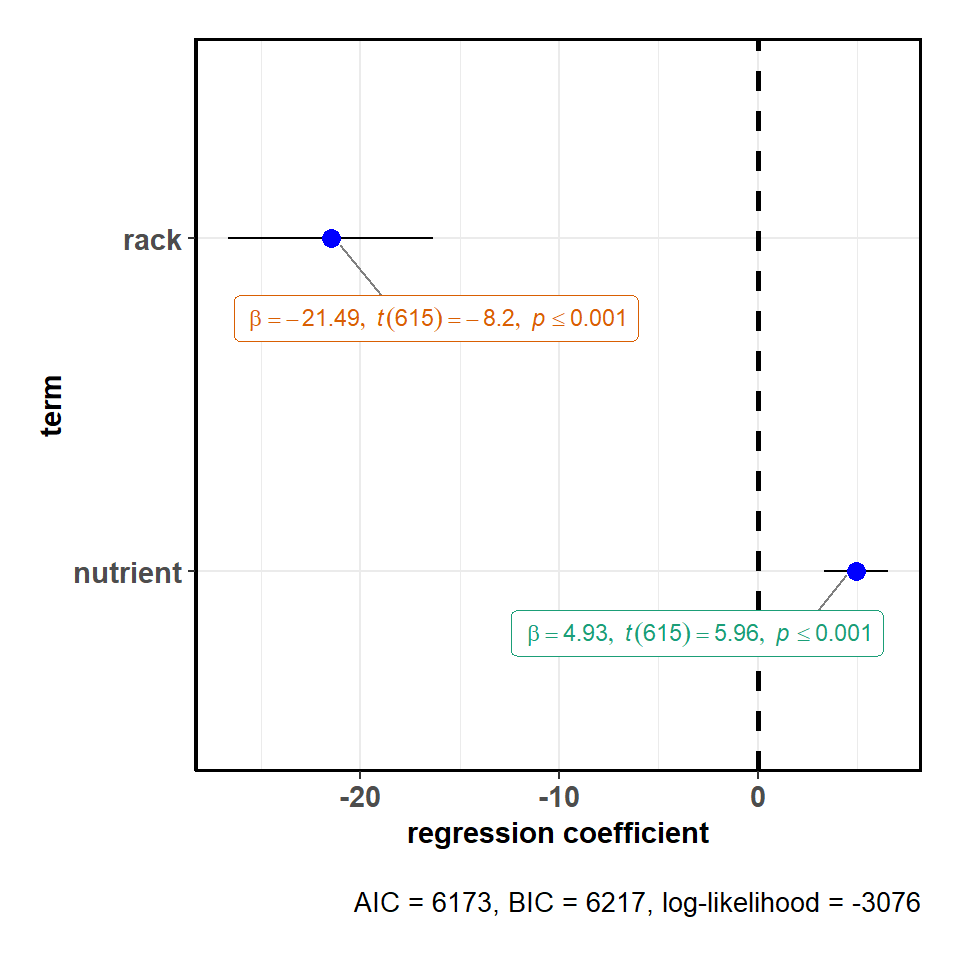 rack
β = −21.49, t(615) = −8.2, p ≤ 0.001
term
nutrient
β = 4.93, t(615) = 5.96, p ≤ 0.001
-20 -10 0
regression coefficient
AIC = 6173, BIC = 6217, log-likelihood = -3076